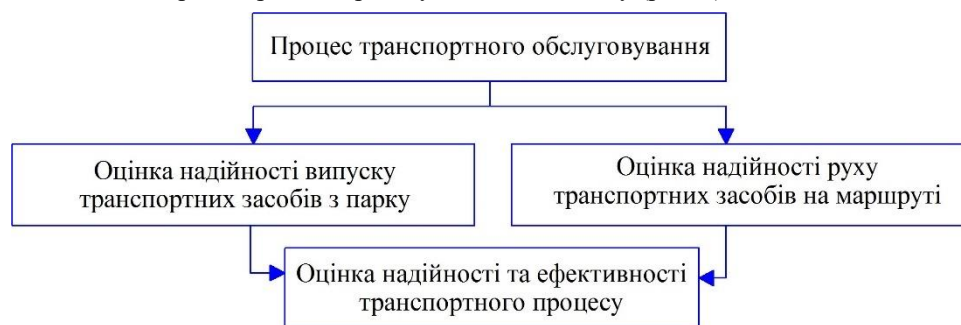 Процес транспортного обслуговування
Оцінка надійності випуску
транспортних засобів з парку
Оцінка надійності руху
транспортних засобів на маршруті
Оцінка надійності та ефективності
транспортного процесу